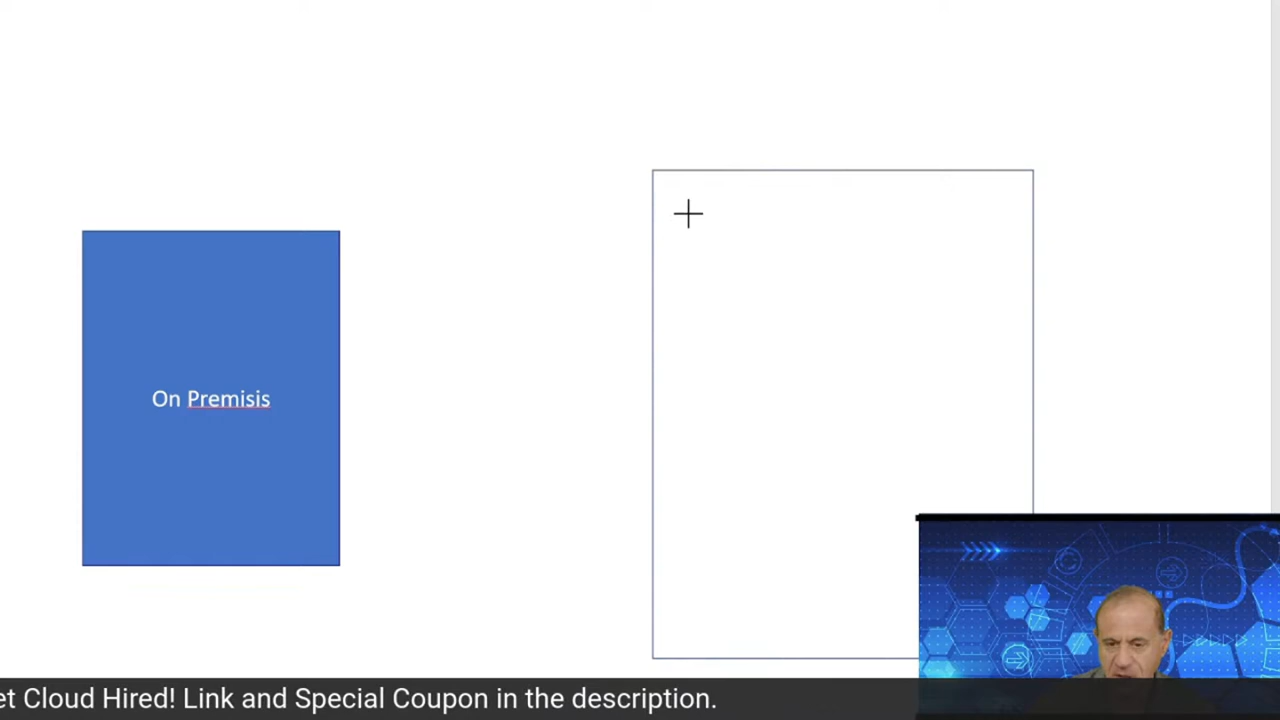 On Premisis
et Cloud Hired! Link and Special Coupon in the description.